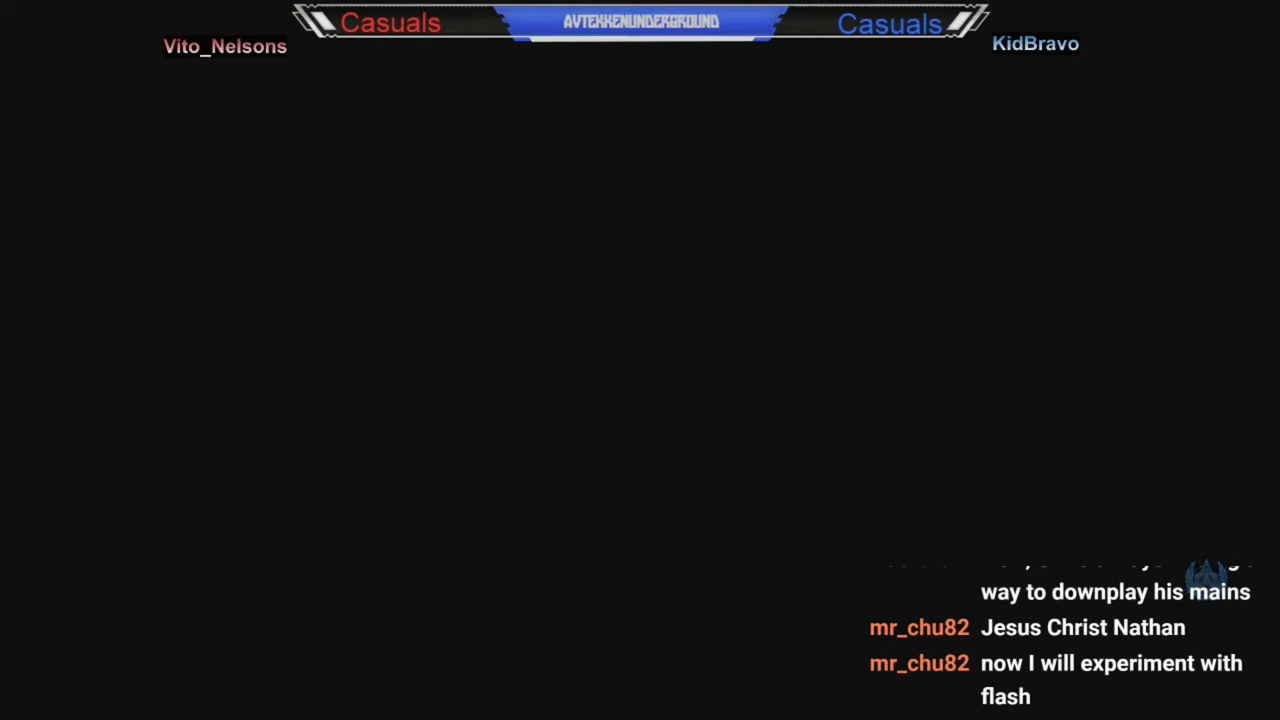 Casuals AVTEKKENUNDERGROUND Casuals
Vito_Nelsons KidBravo
way to downplay his mains
mr_chu82 Jesus Christ Nathan
mr_chu82 now I will experiment with
flash